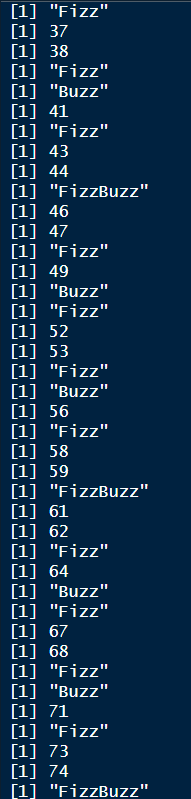 [1] "Fizz"
[1] 37
[1] 38
[1] "Fizz"
[1] "Buzz"
[1] 41
[1] "Fizz"
[1] 43
[1] 44
[1] "FizzBuzz"
[1] 46
[1] 47
[1] "Fizz"
[1] 49
[1] "Buzz"
[1] "Fizz"
[1] 52
[1] 53
[1] "Fizz"
[1] "Buzz"
[1] 56
[1] "Fizz"
[1] 58
[1] 59
[1] "FizzBuzz"
[1] 61
[1] 62
[1] "Fizz"
[1] 64
[1] "Buzz"
[1] "Fizz"
[1] 67
[1] 68
[1] "Fizz"
[1] "Buzz"
[1] 71
[1] "Fizz"
[1] 73
[1] 74
[1] "FizzBuzz"